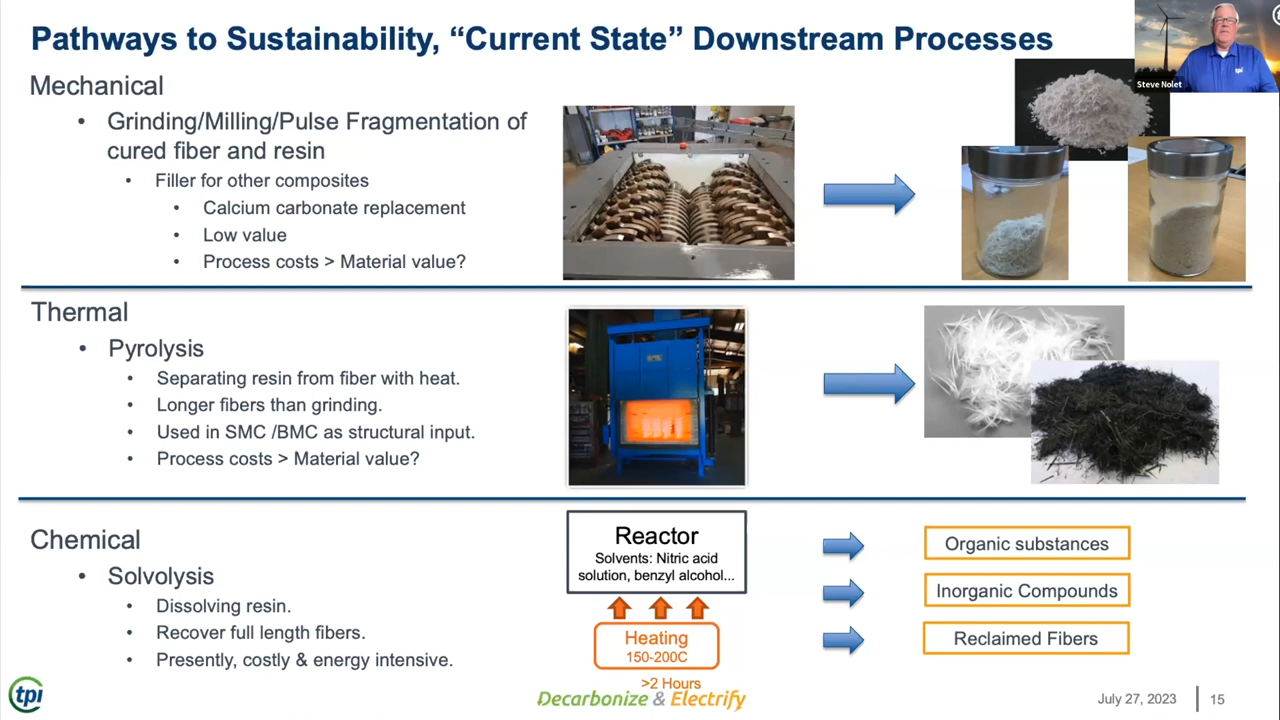 Pathways to Sustainability, “Current State” Downstream Processes
Steve Nolet
tpi
Mechanical
• Grinding/Milling/Pulse Fragmentation of
cured fiber and resin
• Filler for other composites
• Calcium carbonate replacement
• Low value
• Process costs > Material value?
Thermal
• Pyrolysis
• Separating resin from fiber with heat.
• Longer fibers than grinding.
• Used in SMC /BMC as structural input.
• Process costs > Material value?
Chemical
• Solvolysis
• Dissolving resin.
• Recover full length fibers.
• Presently, costly & energy intensive.
Reactor
Solvents: Nitric acid
solution, benzyl alcohol...
Heating
150-200C
>2 Hours
Organic substances
Inorganic Compounds
Reclaimed Fibers
tpi
Decarbonize & Electrify
July 27, 2023
15